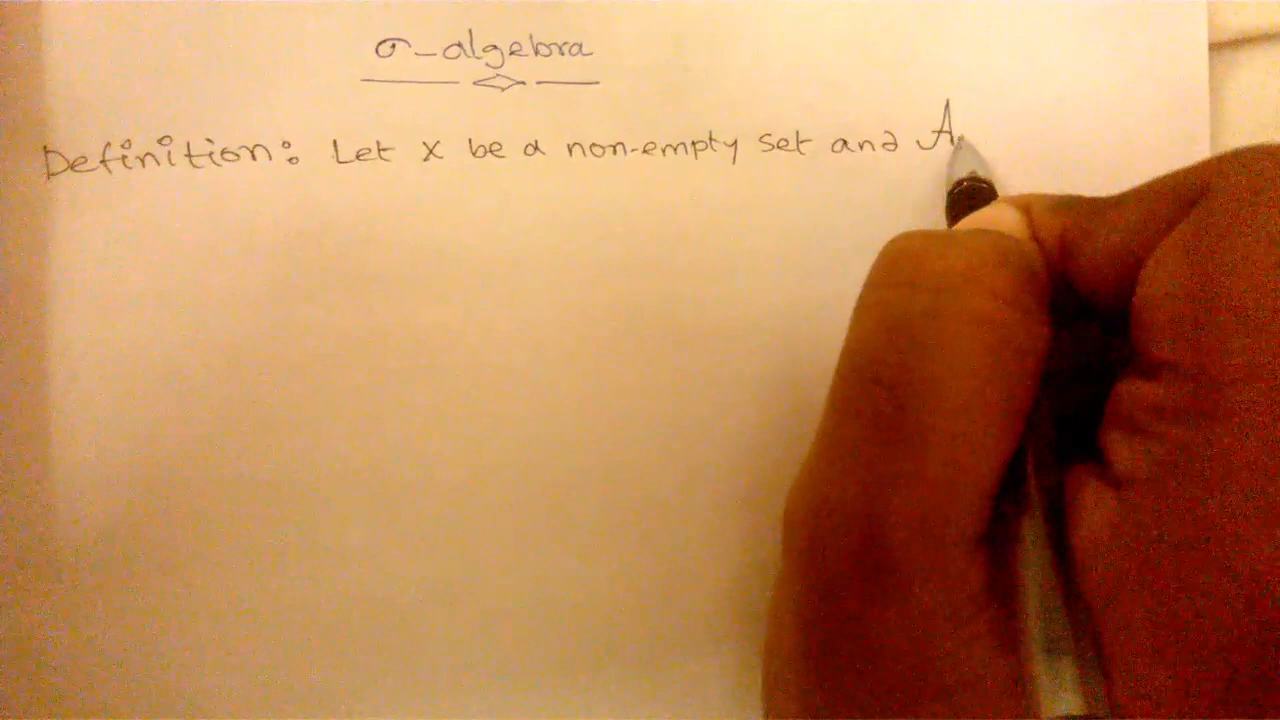 σ-algebra
Definition: Let X be a non-empty set and A